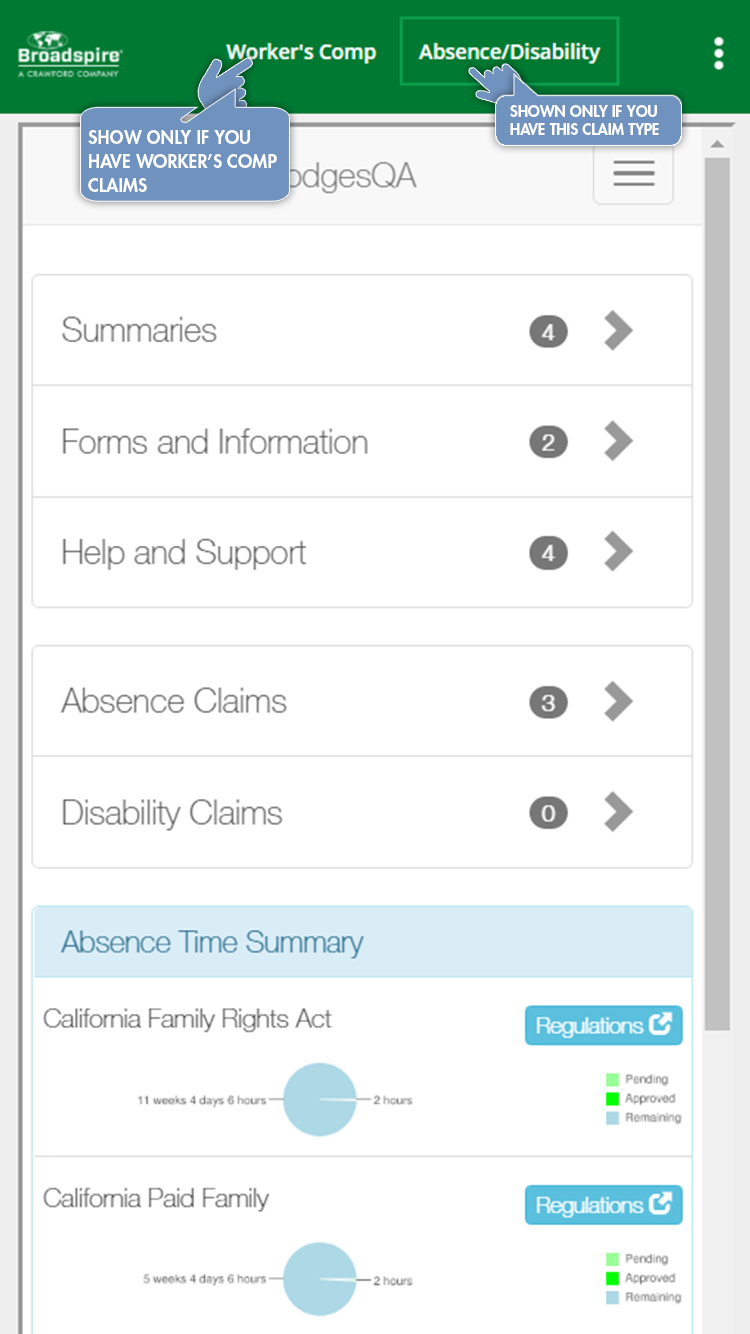 Broadspire®
A CRAWFORD COMPANY
Worker's Comp
Absence/Disability
SHOW ONLY IF YOU
HAVE WORKER'S COMP
CLAIMS
SHOWN ONLY IF YOU
HAVE THIS CLAIM TYPE
odgesQA
Summaries 4
Forms and Information 2
Help and Support 4
Absence Claims 3
Disability Claims 0
Absence Time Summary
California Family Rights Act
Regulations
11 weeks 4 days 6 hours
2 hours
Pending
Approved
Remaining
California Paid Family
Regulations
5 weeks 4 days 6 hours
2 hours
Pending
Approved
Remaining